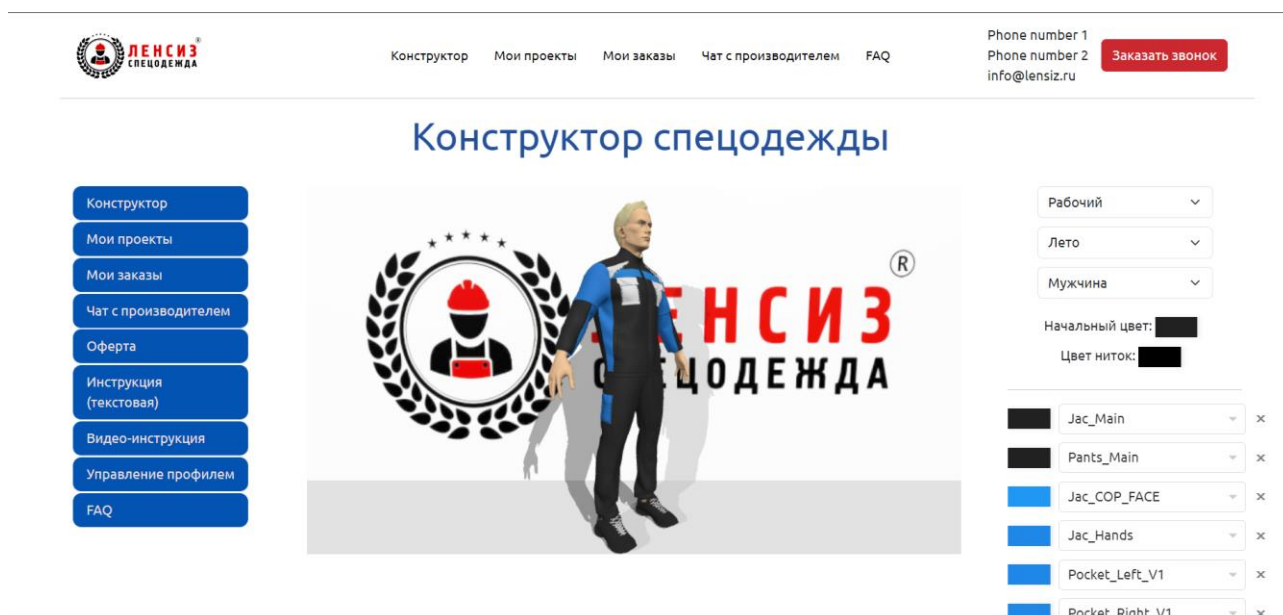 ЛЕНСИЗ®
СПЕЦОДЕЖДА
Конструктор Мои проекты Мои заказы Чат с производителем FAQ
Phone number 1
Phone number 2
info@lensiz.ru
Заказать звонок
Конструктор спецодежды
Конструктор
Мои проекты
Мои заказы
Чат с производителем
Оферта
Инструкция
(текстовая)
Видео-инструкция
Управление профилем
FAQ
®
НСИЗ
ЦОДЕЖДА
Рабочий
Лето
Мужчина
Начальный цвет:
Цвет ниток:
Jac_Main
Pants_Main
Jac_COP_FACE
Jac_Hands
Pocket_Left_V1
Pocket_Right_V1